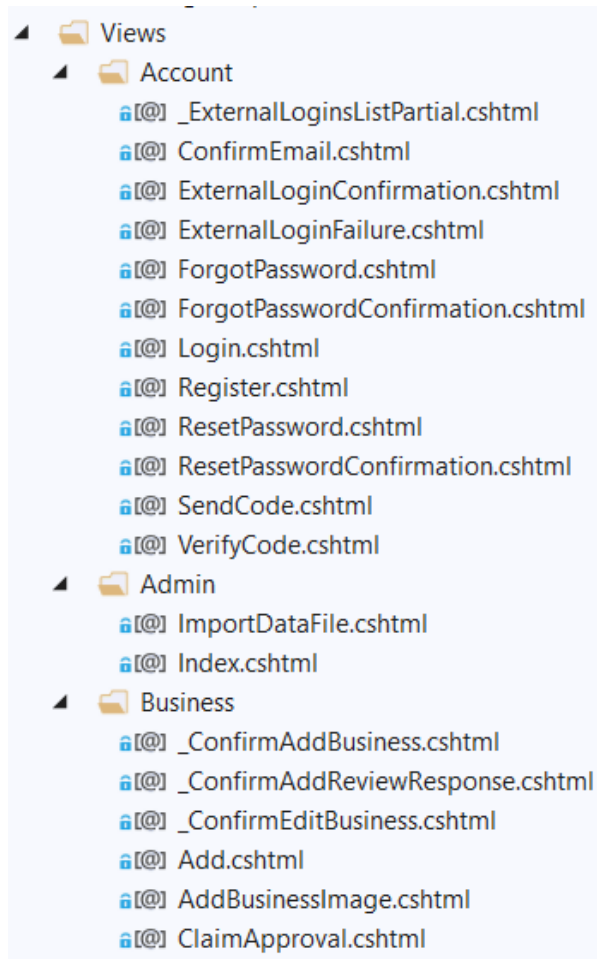 Views
Account
[@] _ExternalLoginsListPartial.cshtml
[@] ConfirmEmail.cshtml
[@] ExternalLoginConfirmation.cshtml
[@] ExternalLoginFailure.cshtml
[@] ForgotPassword.cshtml
[@] ForgotPasswordConfirmation.cshtml
[@] Login.cshtml
[@] Register.cshtml
[@] ResetPassword.cshtml
[@] ResetPasswordConfirmation.cshtml
[@] SendCode.cshtml
[@] VerifyCode.cshtml
Admin
[@] ImportDataFile.cshtml
[@] Index.cshtml
Business
[@] _ConfirmAddBusiness.cshtml
[@] _ConfirmAddReviewResponse.cshtml
[@] _ConfirmEditBusiness.cshtml
[@] Add.cshtml
[@] AddBusinessImage.cshtml
[@] ClaimApproval.cshtml